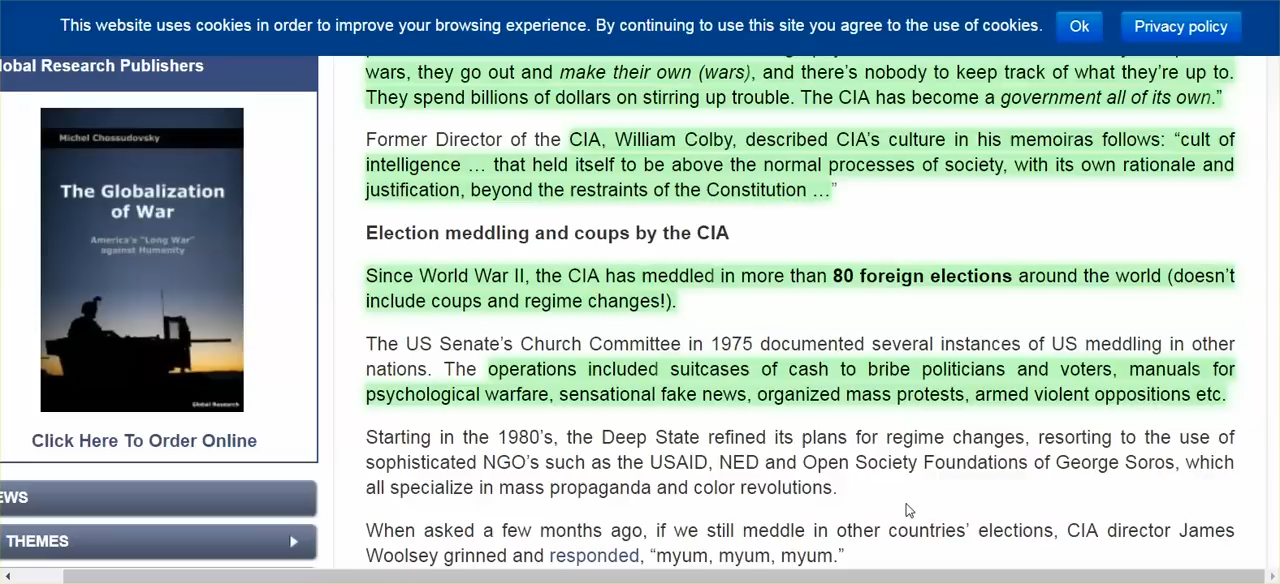 This website uses cookies in order to improve your browsing experience. By continuing to use this site you agree to the use of cookies.
Ok
Privacy policy
lobal Research Publishers
Michel Chossudovsky
The Globalization
of War
America's "Long War"
against Humanity
Global Research
Click Here To Order Online
EWS
THEMES
wars, they go out and make their own (wars), and there's nobody to keep track of what they're up to.
They spend billions of dollars on stirring up trouble. The CIA has become a government all of its own."
Former Director of the CIA, William Colby, described CIA's culture in his memoiras follows: "cult of
intelligence … that held itself to be above the normal processes of society, with its own rationale and
justification, beyond the restraints of the Constitution …"
Election meddling and coups by the CIA
Since World War II, the CIA has meddled in more than 80 foreign elections around the world (doesn't
include coups and regime changes!).
The US Senate's Church Committee in 1975 documented several instances of US meddling in other
nations. The operations included suitcases of cash to bribe politicians and voters, manuals for
psychological warfare, sensational fake news, organized mass protests, armed violent oppositions etc.
Starting in the 1980's, the Deep State refined its plans for regime changes, resorting to the use of
sophisticated NGO's such as the USAID, NED and Open Society Foundations of George Soros, which
all specialize in mass propaganda and color revolutions.
When asked a few months ago, if we still meddle in other countries' elections, CIA director James
Woolsey grinned and responded, "myum, myum, myum."